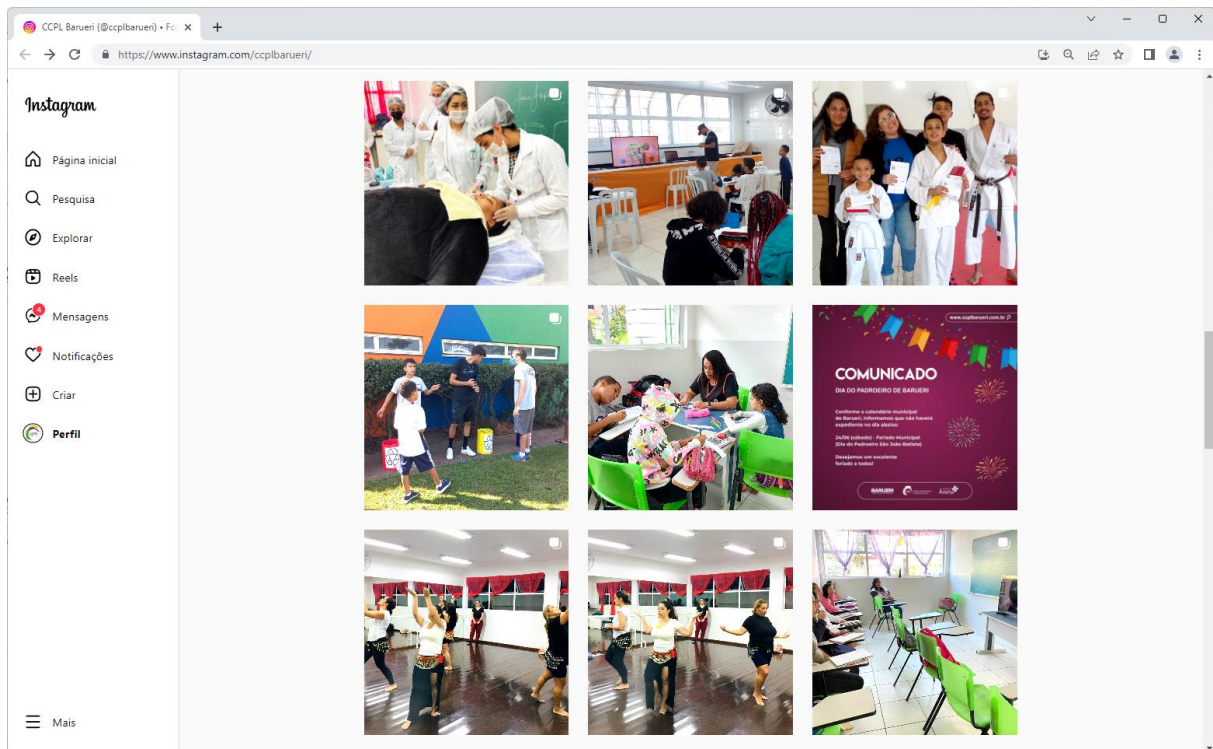 CCPL Barueri (@ccplbarueri) • Fo
https://www.instagram.com/ccplbarueri/
Instagram
Página inicial
Pesquisa
Explorar
Reels
4
Mensagens
Notificações
Criar
Perfil
Mais
www.ccplbarueri.com.br
COMUNICADO
DIA DO PADROEIRO DE BARUERI
Conforme o calendário municipal
de Barueri, informamos que não haverá
expediente no dia abaixo:
24/06 (sábado) - Feriado Municipal
(Dia do Padroeiro São João Batista)
Desejamos um excelente
feriado a todos!
BARUERI